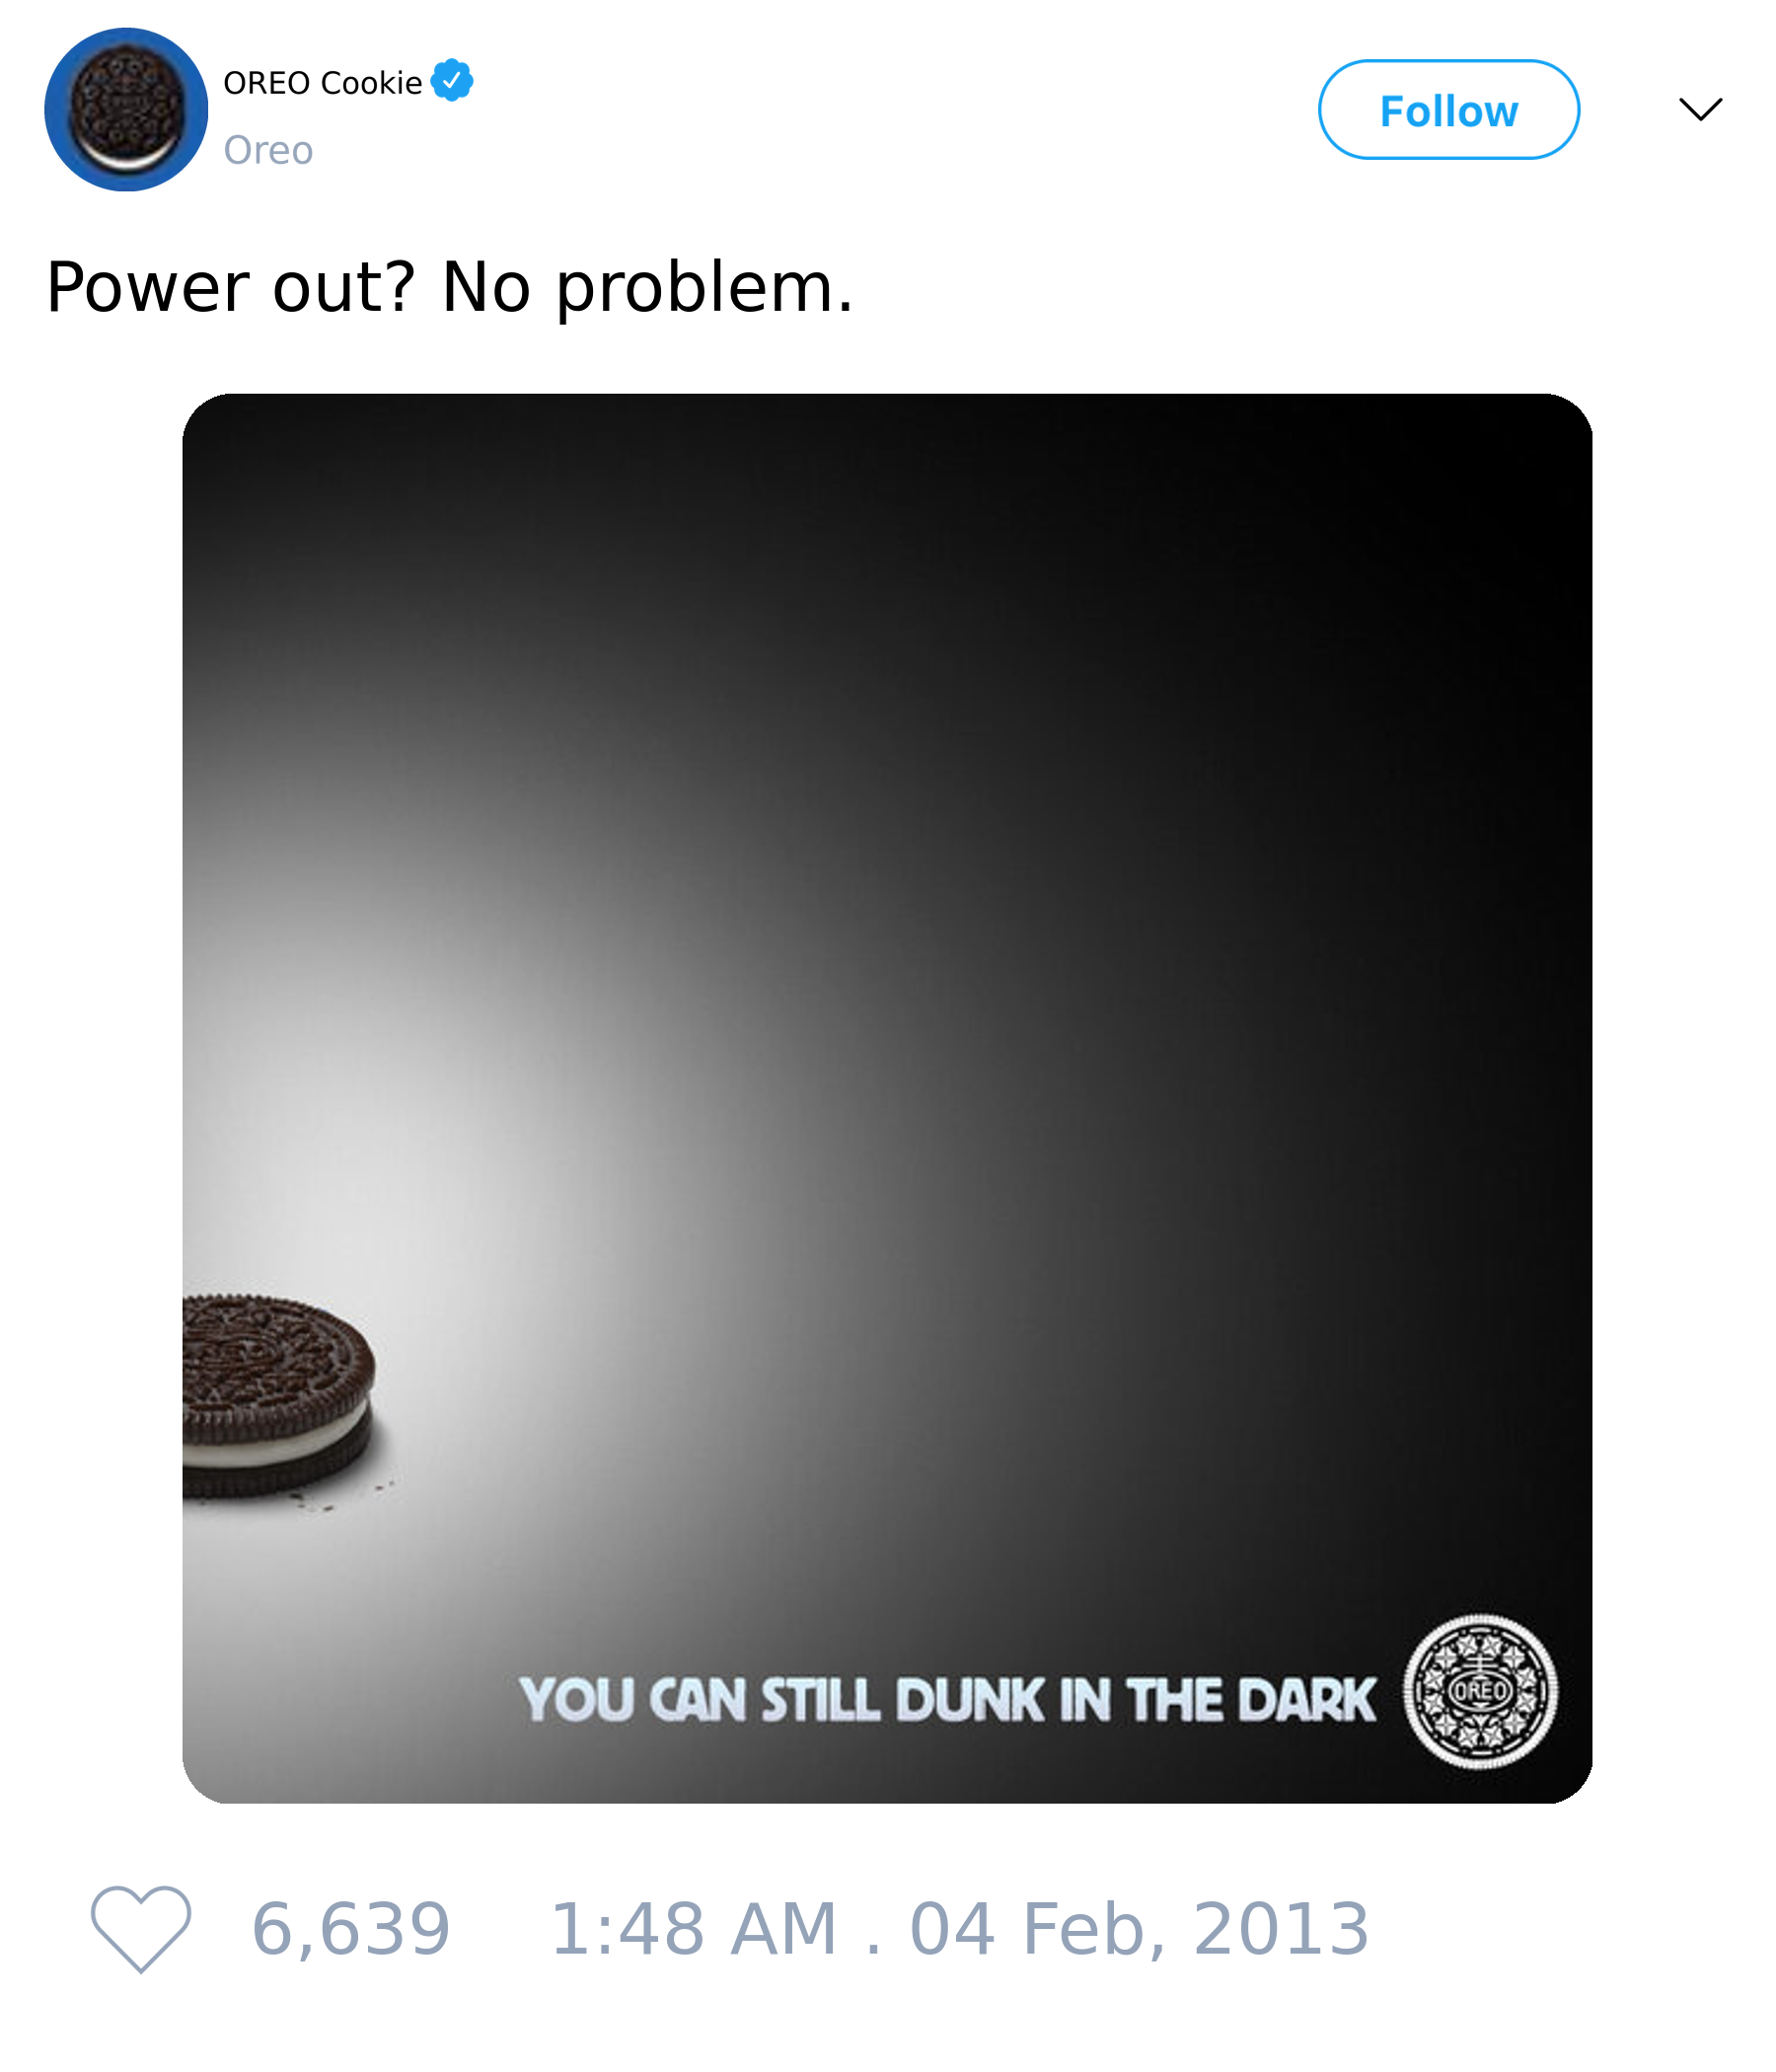 OREO Cookie
Oreo
Follow
Power out? No problem.
YOU CAN STILL DUNK IN THE DARK
OREO
6,639 1:48 AM . 04 Feb, 2013